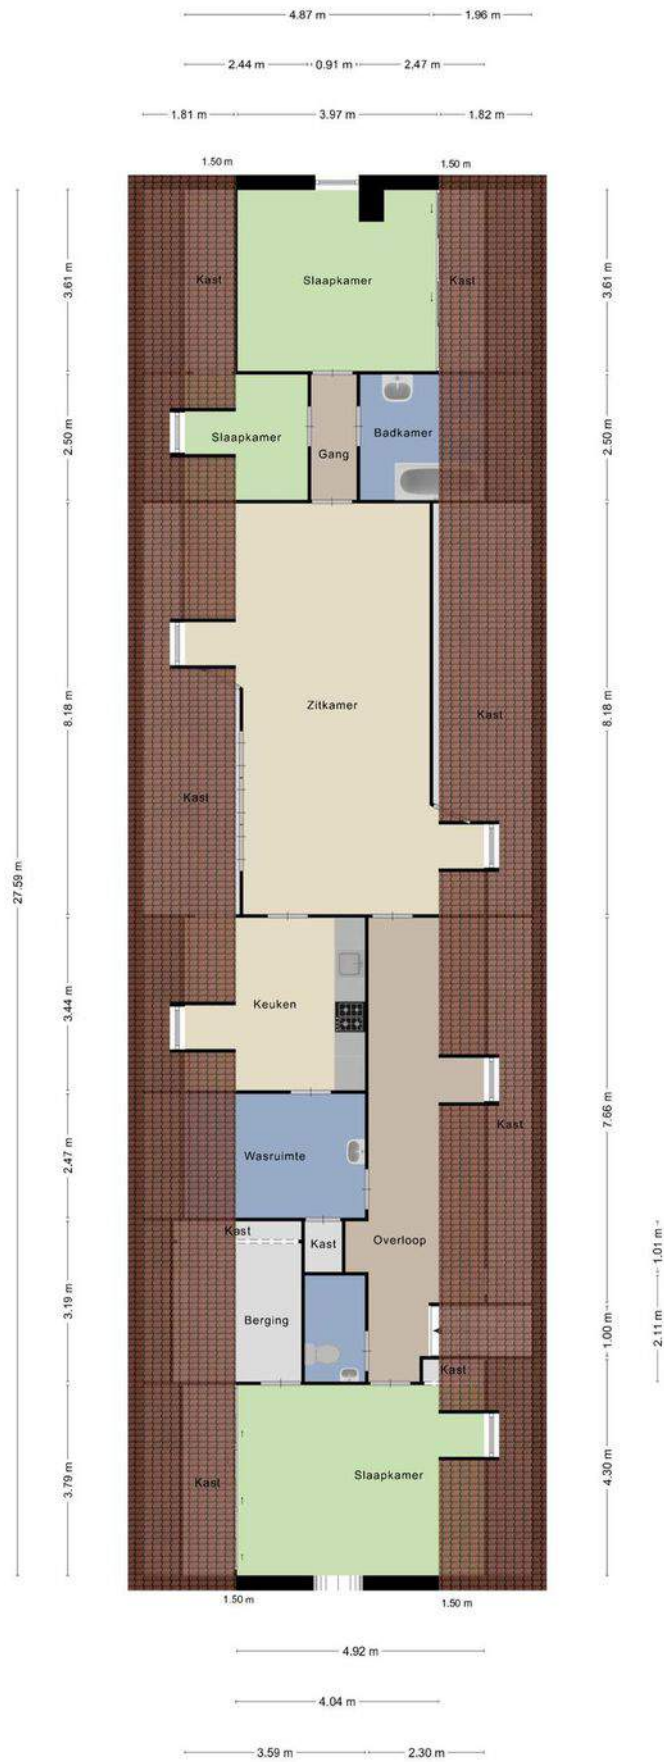 4.87 m 1.96 m
2.44 m 0.91 m 2.47 m
1.81 m 3.97 m 1.82 m
1.50 m 1.50 m
3.61 m Kast Slaapkamer Kast 3.61 m
2.50 m Slaapkamer Gang Badkamer 2.50 m
8.18 m Zitkamer Kast 8.18 m
Kast
27.59 m
3.44 m Keuken
7.66 m
Kast
2.47 m Wasruimte
Kast Kast Overloop 1.01 m
3.19 m Berging 1.00 m 2.11 m
Kast
3.79 m Kast Slaapkamer 4.30 m
1.50 m 1.50 m
4.92 m
4.04 m
3.59 m 2.30 m